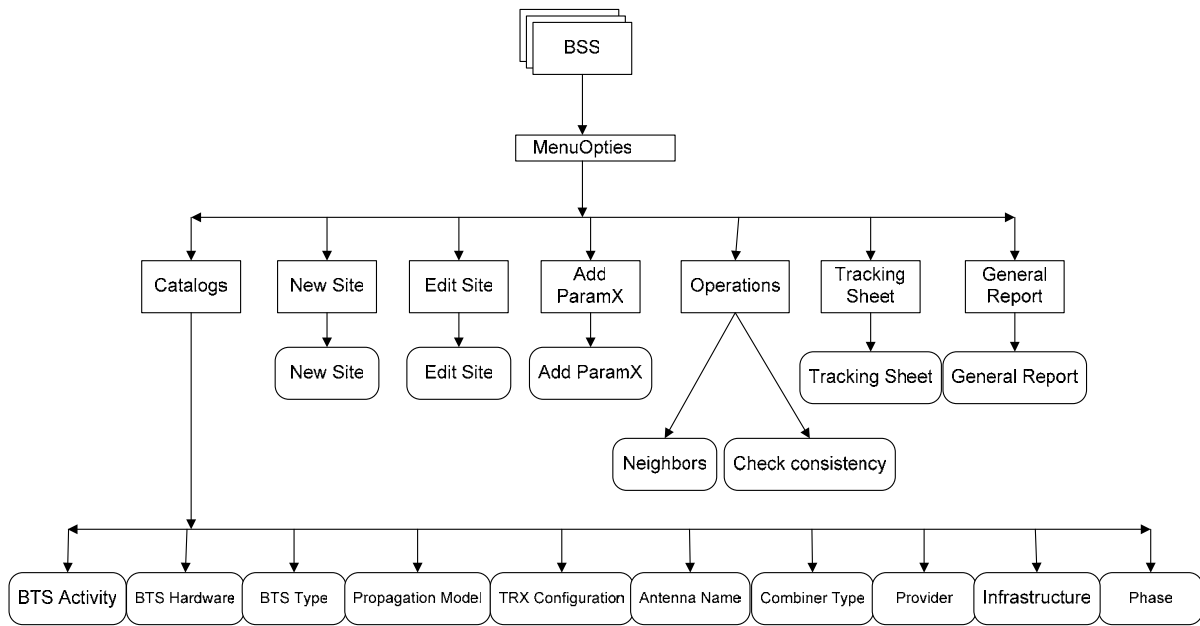 BSS
MenuOpties
Catalogs
New Site
Edit Site
Add
ParamX
Operations
Tracking
Sheet
General
Report
New Site
Edit Site
Add ParamX
Tracking Sheet
General Report
Neighbors
Check consistency
BTS Activity
BTS Hardware
BTS Type
Propagation Model
TRX Configuration
Antenna Name
Combiner Type
Provider
Infrastructure
Phase